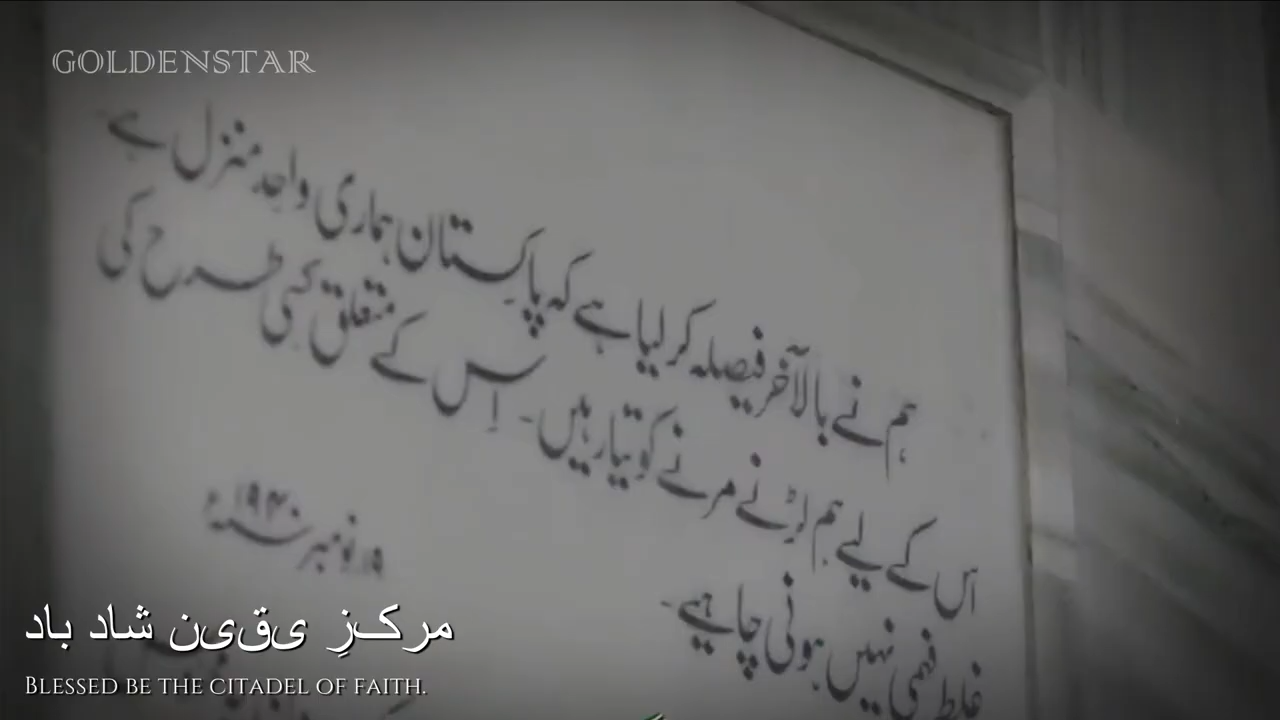 GOLDENSTAR
ہم نے بالآخر فیصلہ کر لیا ہے کہ پاکستان ہماری واحد منزل ہے۔
اس کے لیے ہم لڑنے مرنے کو تیار ہیں۔ اِس کے متعلق کسی طرح کی
غلط فہمی نہیں ہونی چاہیے۔
۹ر نومبر ۱۹۴۰ء
مرکزِ یقین شاد باد
BLESSED BE THE CITADEL OF FAITH.